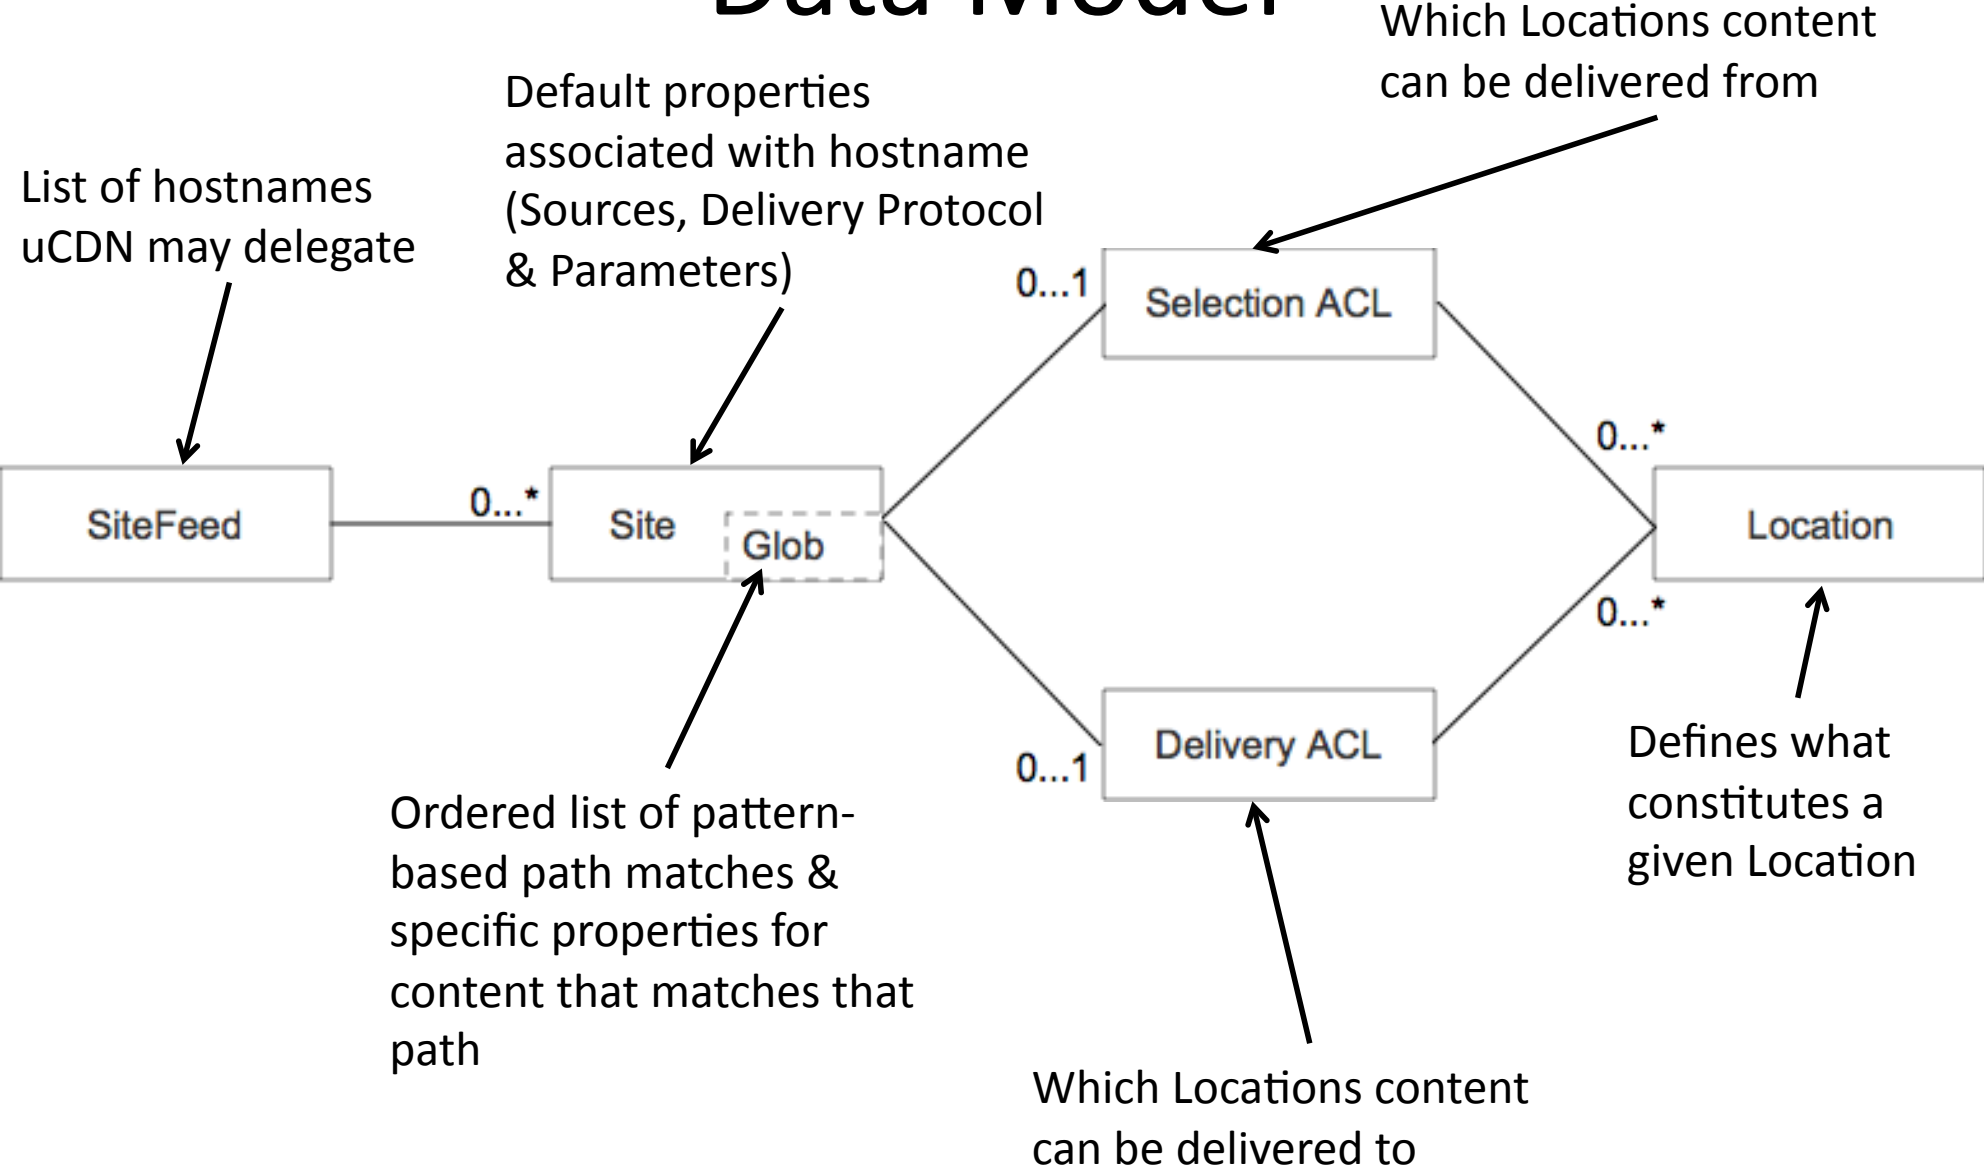 Data Model
Which Locations content
can be delivered from
Default properties
associated with hostname
(Sources, Delivery Protocol
& Parameters)
List of hostnames
uCDN may delegate
0...1
Selection ACL
0...*
SiteFeed
0...*
Site
Glob
Location
0...*
0...1
Delivery ACL
Defines what
constitutes a
given Location
Ordered list of pattern-
based path matches &
specific properties for
content that matches that
path
Which Locations content
can be delivered to